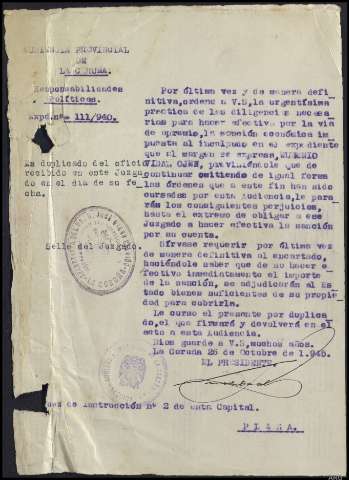 AUDIENCIA PROVINCIAL
DE
LA CORUÑA.
Responsabilidades
Políticas.
Expd.nº 111/940.
Es duplicado del oficio
recibido en este Juzga-
do en el dia de su fe-
cha.
Sello del Juzgado.
Por última vez y de manera defi-
nitiva, ordeno a V.S, la urgentísima
práctica de las diligencias necesa-
rias para hacer efectiva por la via
de apremio, la sanción económica im-
puesta al inculpado en el expediente
que al margen se expresa, EUGENIO
VIDAL previniéndole que de
continuar omitiendo de igual forma
las órdenes que a este fin han sido
cursadas por esta Audiencia, le para-
rán los consiguientes perjuicios,
hasta el extremo de obligar a ese
Juzgado a hacer efectiva la sanción
por su cuenta.
Sírvase requerir por última vez
de manera definitiva al encartado,
haciéndole saber que de no hacer e-
fectivo inmediatamente el importe
de la sanción, se adjudicarán al Es-
tado bienes suficientes de su propie-
dad para cubrirla.
Le curso el presente por duplica-
do, el que firmará y devolverá en el
acto a esta Audiencia.
Dios guarde a V.S, muchos años.
La Coruña 26 de Octubre de 1.940.
EL PRESIDENTE.
de Instrucción nº 2 de esta Capital.
P L A Z A.